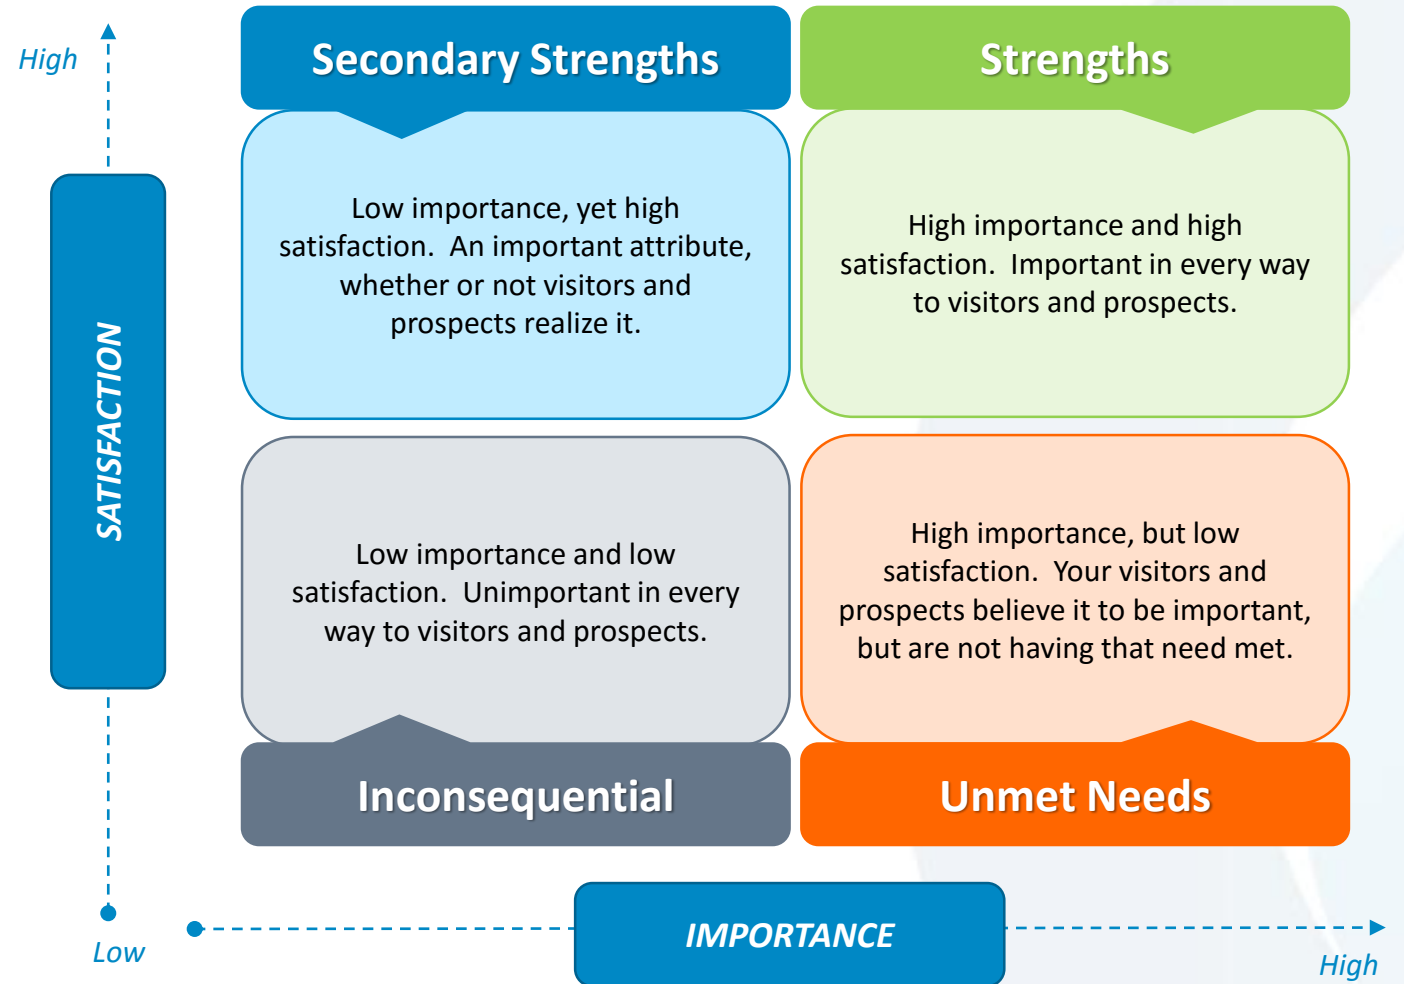 High
Secondary Strengths
Strengths
Low importance, yet high
satisfaction.  An important attribute,
whether or not visitors and
prospects realize it.
High importance and high
satisfaction.  Important in every way
to visitors and prospects.
SATISFACTION
Low importance and low
satisfaction.  Unimportant in every
way to visitors and prospects.
High importance, but low
satisfaction.  Your visitors and
prospects believe it to be important,
but are not having that need met.
Inconsequential
Unmet Needs
Low
IMPORTANCE
High